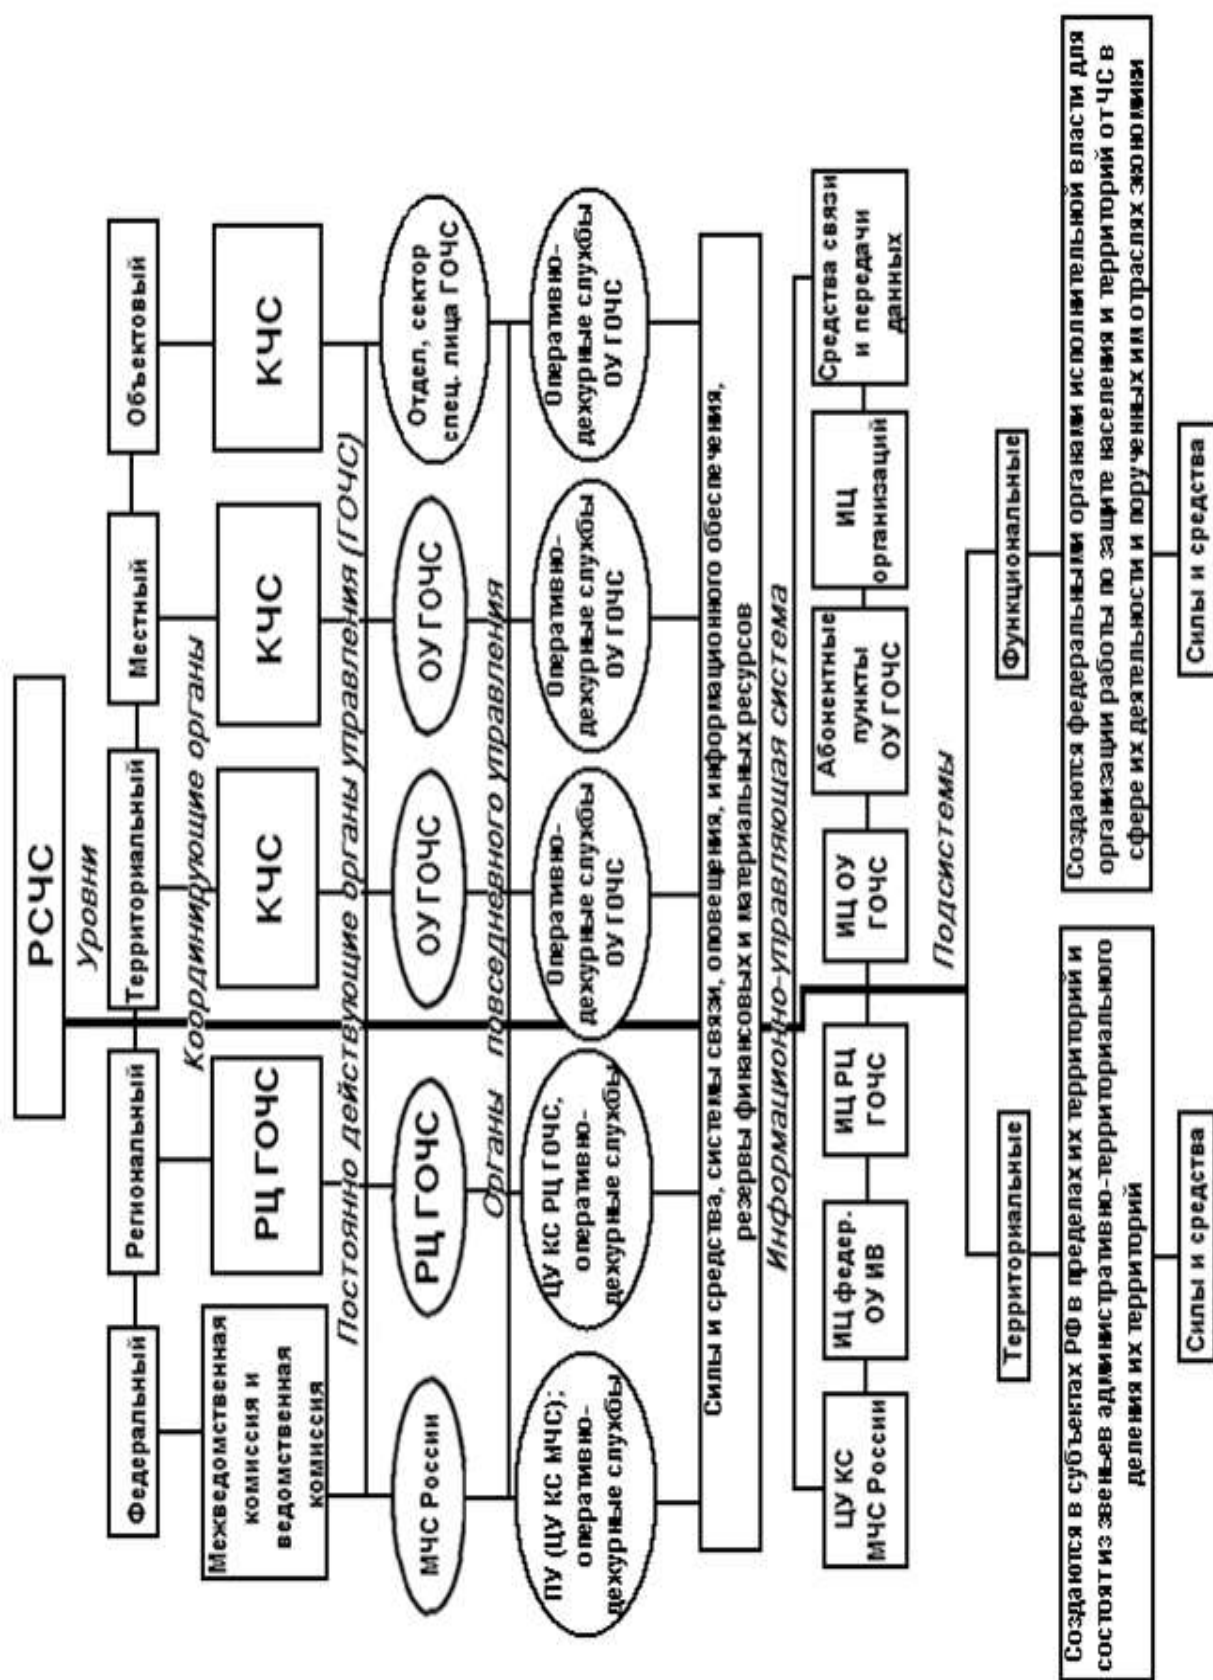 РСЧС
Уровни
Федеральный
Региональный
Территориальный
Местный
Объектовый
Координирующие органы
Межведомственная
комиссия и
ведомственная
комиссия
РЦ ГОЧС
КЧС
КЧС
КЧС
Постоянно действующие органы управления (ГОЧС)
МЧС России
РЦ ГОЧС
ОУ ГОЧС
ОУ ГОЧС
Отдел, сектор
спец. лица ГОЧС
Органы повседневного управления
ПУ (ЦУ КС МЧС);
оперативно-
дежурные службы
ЦУ КС РЦ ГОЧС,
оперативно-
дежурные службы
Оперативно-
дежурные службы
ОУ ГОЧС
Оперативно-
дежурные службы
ОУ ГОЧС
Оперативно-
дежурные службы
ОУ ГОЧС
Силы и средства, системы связи, оповещения, информационного обеспечения,
резервы финансовых и материальных ресурсов
Информационно-управляющая система
ЦУ КС
МЧС России
ИЦ федер.
ОУ ИВ
ИЦ РЦ
ГОЧС
ИЦ ОУ
ГОЧС
Абонентные
пункты
ОУ ГОЧС
ИЦ
организаций
Средства связи
и передачи
данных
Подсистемы
Территориальные
Функциональные
Создаются в субъектах РФ в пределах их территорий и
состоят из звеньев административно-территориального
деления их территорий
Создаются федеральными органами исполнительной власти для
организации работы по защите населения и территорий от ЧС в
сфере их деятельности и порученных им отраслях экономики
Силы и средства
Силы и средства